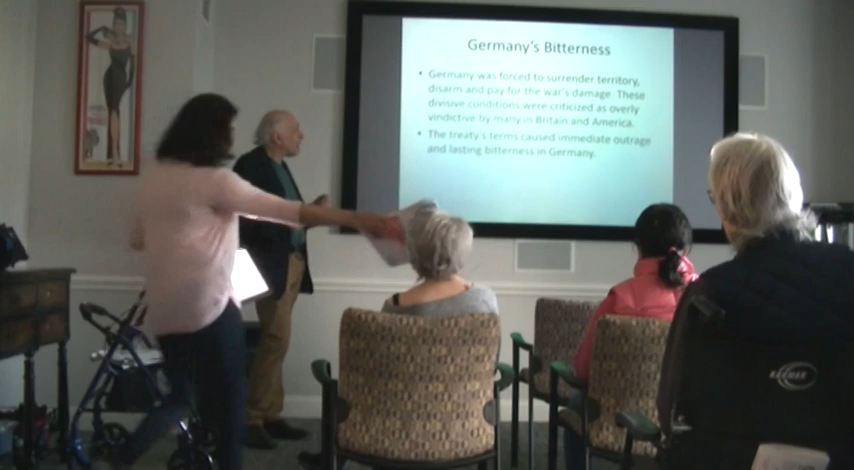 Germany's Bitterness
• Germany was forced to surrender territory,
disarm and pay for the war's damage. These
divisive conditions were criticized as overly
vindictive by many in Britain and America.
• The treaty's terms caused immediate outrage
and lasting bitterness in Germany.